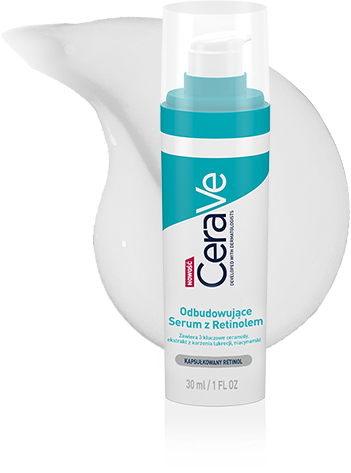 CeraVe
DEVELOPED WITH DERMATOLOGISTS
NOWOŚĆ
Odbudowujące
Serum z Retinolem
Zawiera 3 kluczowe ceramidy,
ekstrakt z korzenia lukrecji, niacynamid
KAPSUŁKOWANY RETINOL
30 ml / 1 FL OZ